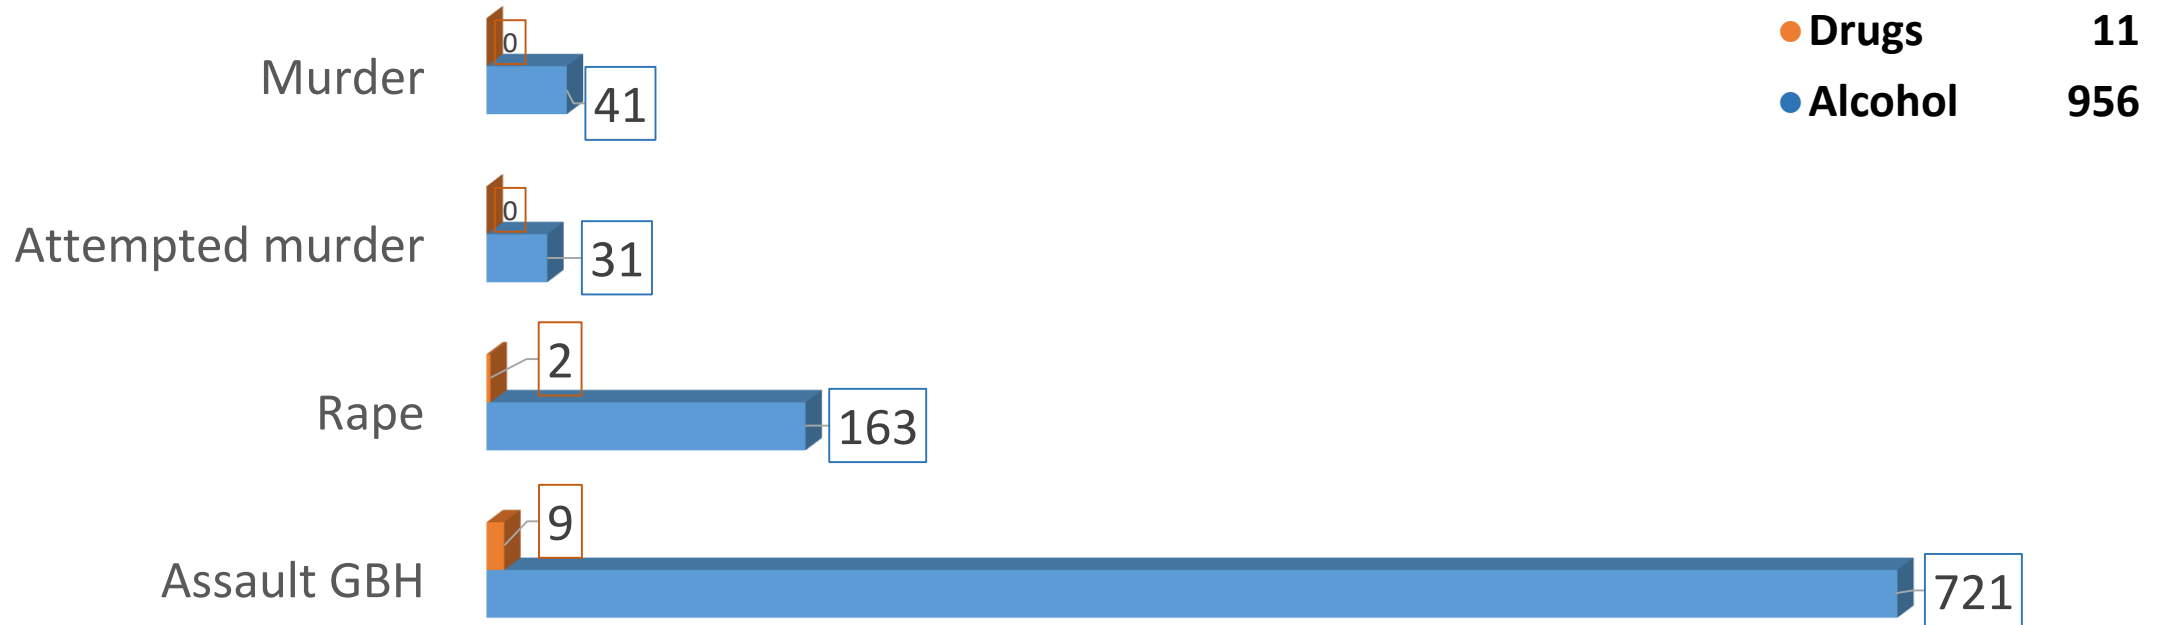 Drugs 11
Alcohol 956
Murder
0
41
Attempted murder
0
31
Rape
2
163
Assault GBH
9
721